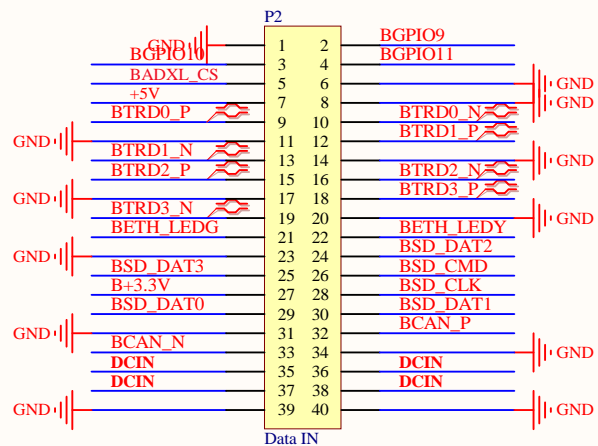 P2
GND 1 2 BGPIO9
BGPIO10 3 4 BGPIO11
BADXL_CS 5 6 GND
+5V 7 8 GND
BTRD0_P 9 10 BTRD0_N
GND 11 12 BTRD1_P
BTRD1_N 13 14 GND
BTRD2_P 15 16 BTRD2_N
GND 17 18 BTRD3_P
BTRD3_N 19 20 GND
BETH_LEDG 21 22 BETH_LEDY
GND 23 24 BSD_DAT2
BSD_DAT3 25 26 BSD_CMD
B+3.3V 27 28 BSD_CLK
BSD_DAT0 29 30 BSD_DAT1
GND 31 32 BCAN_P
BCAN_N 33 34 GND
DCIN 35 36 DCIN
DCIN 37 38 DCIN
GND 39 40 GND
Data IN